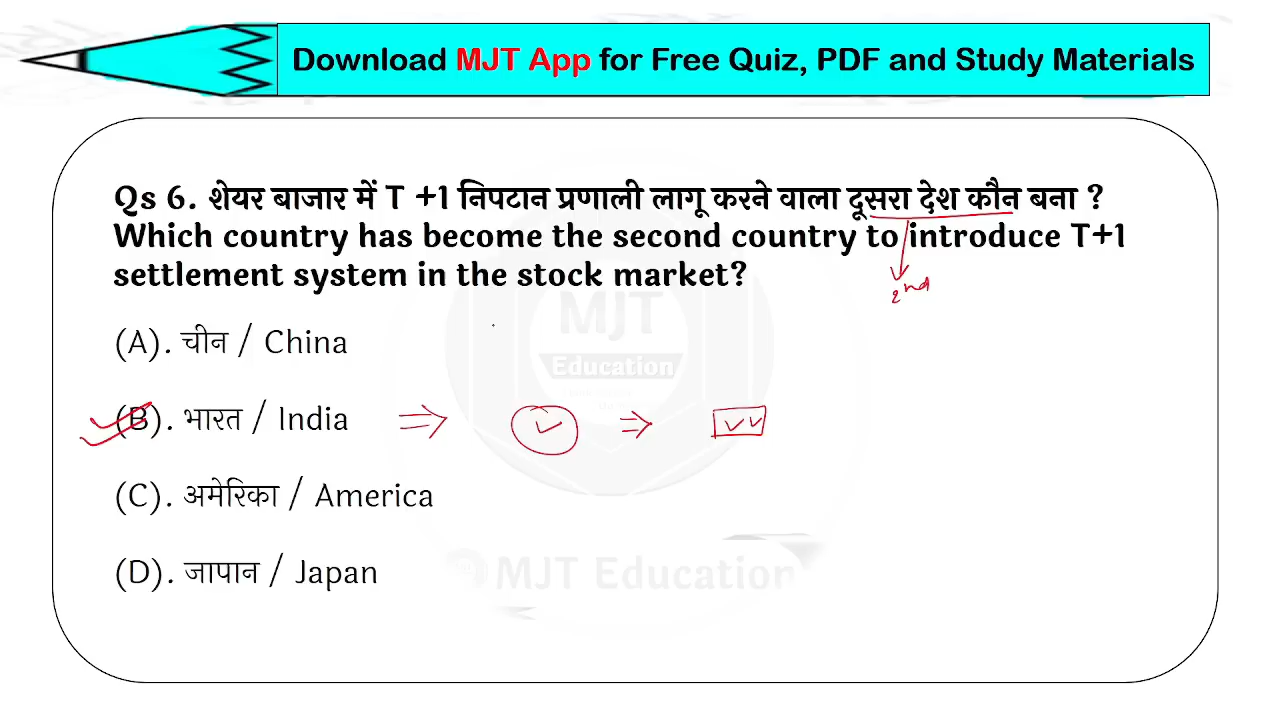 Download MJT App for Free Quiz, PDF and Study Materials
Qs 6. शेयर बाजार में T +1 निपटान प्रणाली लागू करने वाला दूसरा देश कौन बना ?
Which country has become the second country to introduce T+1
settlement system in the stock market?
2nd
(A). चीन / China
(B). भारत / India
(C). अमेरिका / America
(D). जापान / Japan
MJT
Education
MJT Education